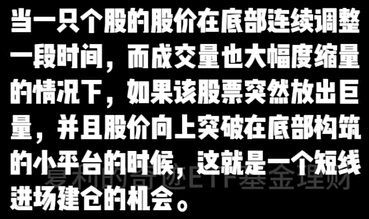 当一只个股的股价在底部连续调整
一段时间，而成交量也大幅度缩量
的情况下，如果该股票突然放出巨
量，并且股价向上突破在底部构筑
的小平台的时候，这就是一个短线
进场建仓的机会。